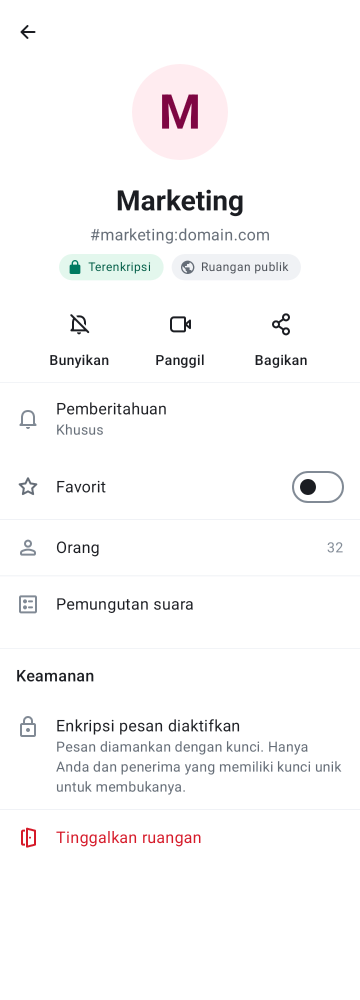 M
Marketing
#marketing:domain.com
Terenkripsi
Ruangan publik
Bunyikan
Panggil
Bagikan
Pemberitahuan
Khusus
Favorit
Orang
32
Pemungutan suara
Keamanan
Enkripsi pesan diaktifkan
Pesan diamankan dengan kunci. Hanya
Anda dan penerima yang memiliki kunci unik
untuk membukanya.
Tinggalkan ruangan